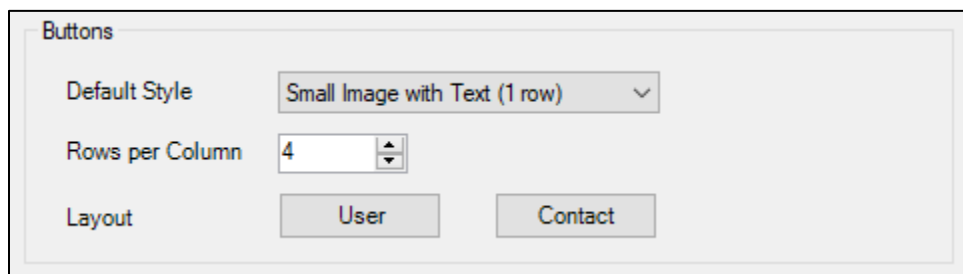 Buttons
Default Style Small Image with Text (1 row)
Rows per Column 4
Layout User Contact